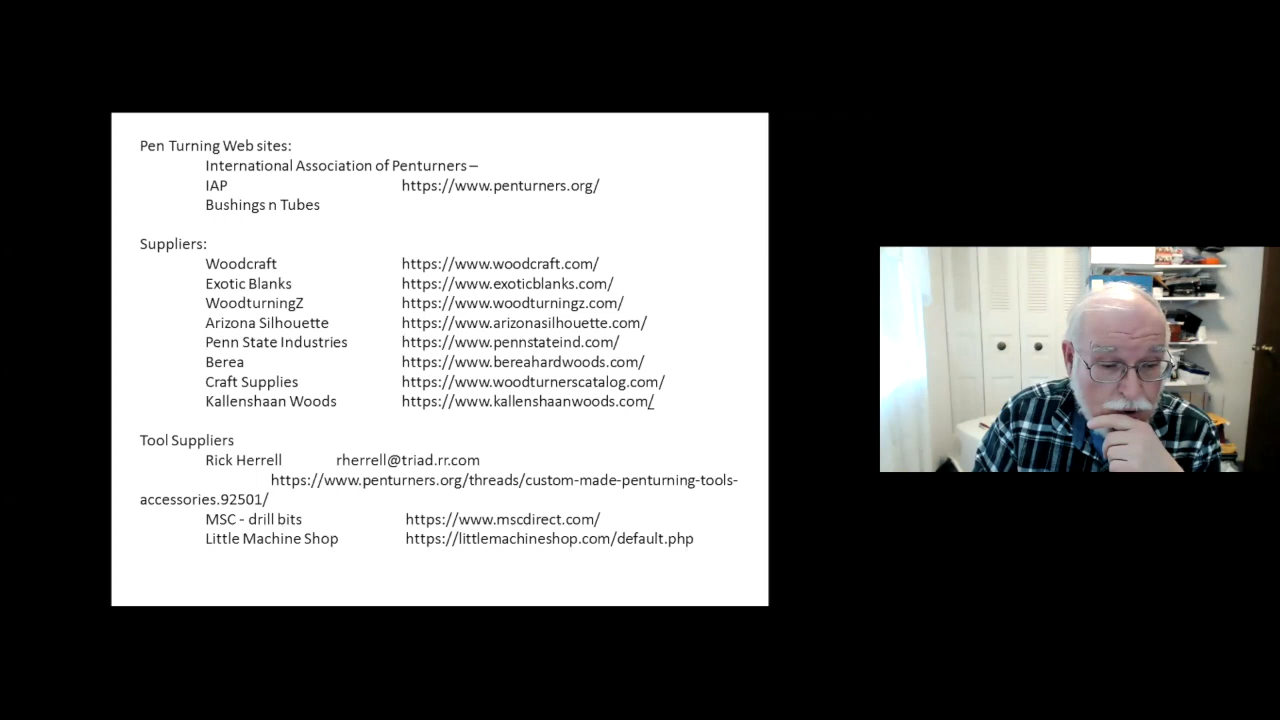 Pen Turning Web sites:
International Association of Penturners –
IAP https://www.penturners.org/
Bushings n Tubes
Suppliers:
Woodcraft https://www.woodcraft.com/
Exotic Blanks https://www.exoticblanks.com/
WoodturningZ https://www.woodturningz.com/
Arizona Silhouette https://www.arizonasilhouette.com/
Penn State Industries https://www.pennstateind.com/
Berea https://www.bereahardwoods.com/
Craft Supplies https://www.woodturnerscatalog.com/
Kallenshaan Woods https://www.kallenshaanwoods.com/
Tool Suppliers
Rick Herrell rherrell@triad.rr.com
https://www.penturners.org/threads/custom-made-penturning-tools-
accessories.92501/
MSC - drill bits https://www.mscdirect.com/
Little Machine Shop https://littlemachineshop.com/default.php